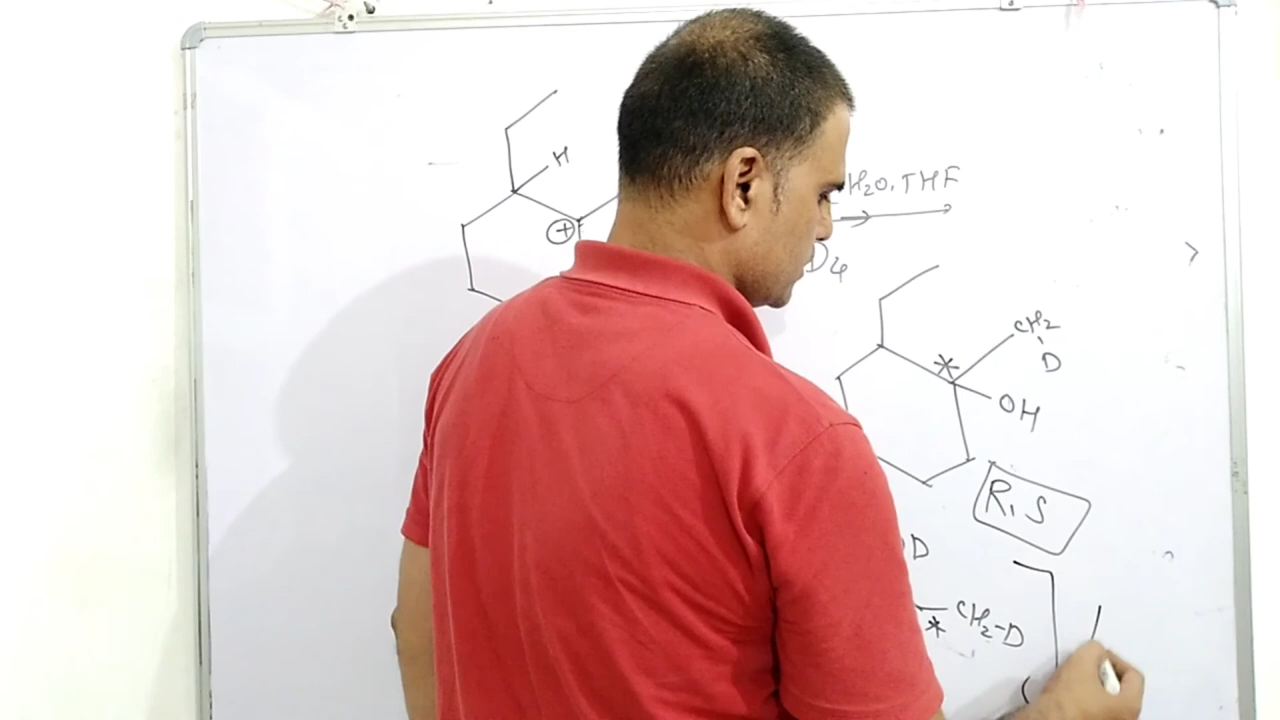 H
⊕
H₂O, THF
D₄
CH₂
D
*
OH
R, S
D
* CH₂-D